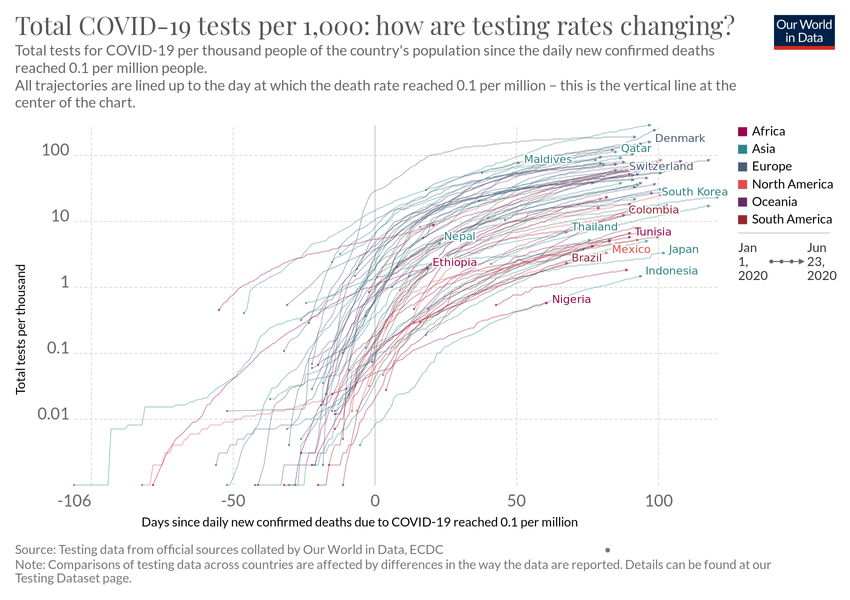 Total COVID-19 tests per 1,000: how are testing rates changing?
Our World
in Data
Total tests for COVID-19 per thousand people of the country's population since the daily new confirmed deaths
reached 0.1 per million people.
All trajectories are lined up to the day at which the death rate reached 0.1 per million – this is the vertical line at the
center of the chart.
Total tests per thousand
100
10
1
0.1
0.01
Denmark
Qatar
Maldives
Switzerland
South Korea
Colombia
Thailand
Tunisia
Nepal
Mexico
Japan
Brazil
Ethiopia
Indonesia
Nigeria
Africa
Asia
Europe
North America
Oceania
South America
Jan
1,
2020
Jun
23,
2020
-106
-50
0
50
100
Days since daily new confirmed deaths due to COVID-19 reached 0.1 per million
Source: Testing data from official sources collated by Our World in Data, ECDC
Note: Comparisons of testing data across countries are affected by differences in the way the data are reported. Details can be found at our
Testing Dataset page.